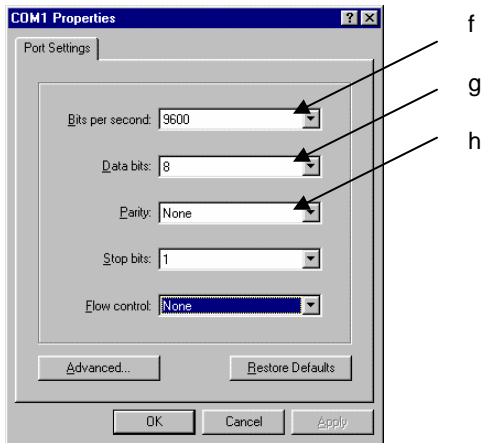 COM1 Properties
Port Settings
f
Bits per second: 9600
g
Data bits: 8
h
Parity: None
Stop bits: 1
Flow control: None
Advanced...
Restore Defaults
OK
Cancel
Apply